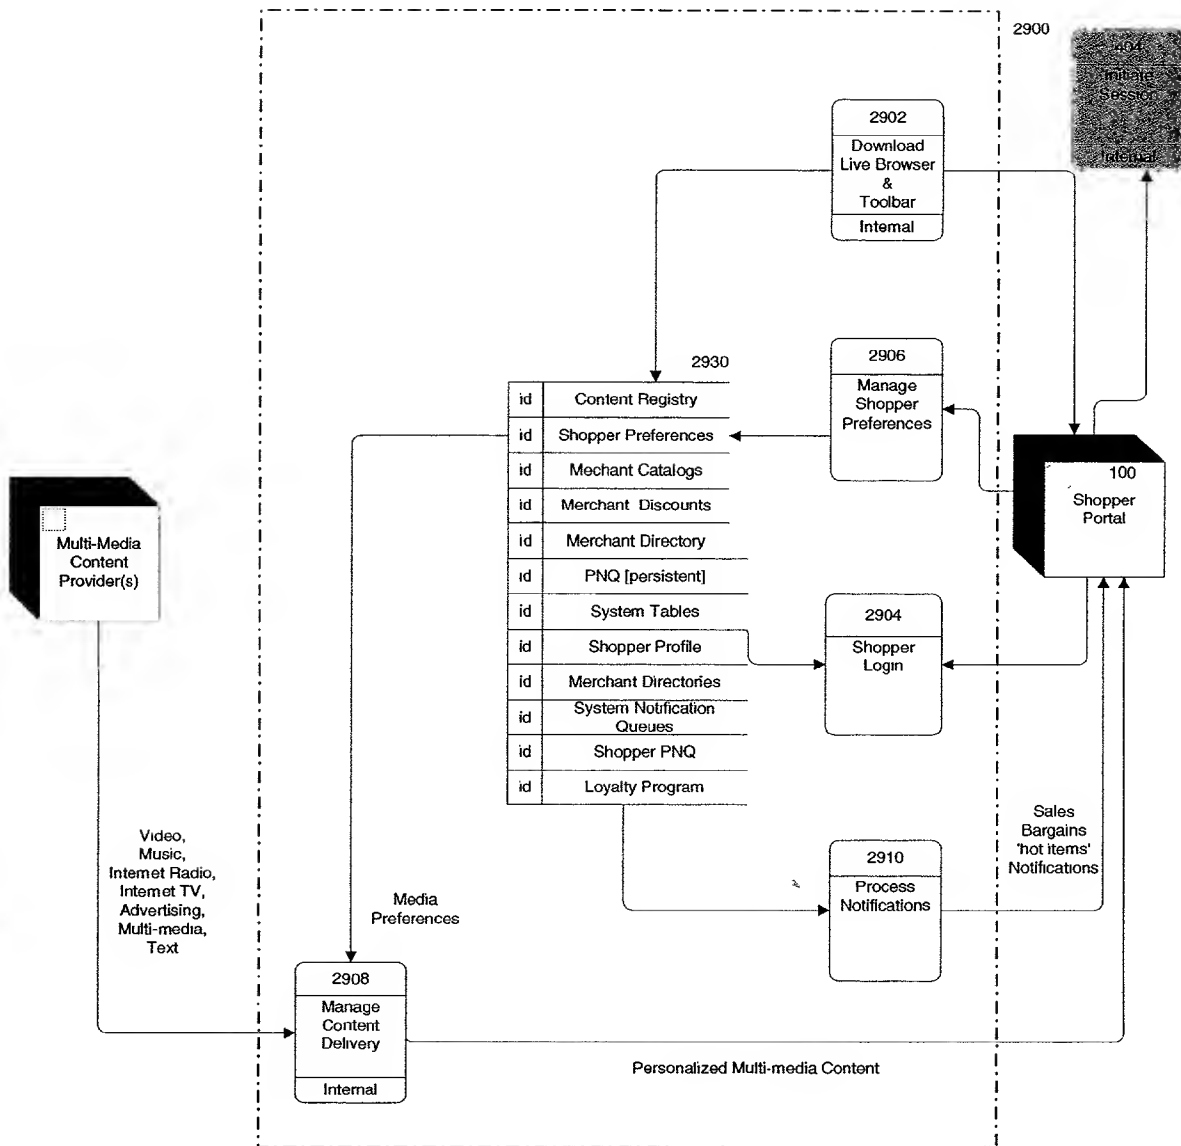 2900
404
Initiate
Session
Internal
2902
Download
Live Browser
&
Toolbar
Internal
2930
id Content Registry
id Shopper Preferences
id Mechant Catalogs
id Merchant Discounts
id Merchant Directory
id PNQ [persistent]
id System Tables
id Shopper Profile
id Merchant Directories
id System Notification
Queues
id Shopper PNQ
id Loyalty Program
2906
Manage
Shopper
Preferences
100
Shopper
Portal
Multi-Media
Content
Provider(s)
2904
Shopper
Login
Sales
Bargains
'hot items'
Notifications
2910
Process
Notifications
Video,
Music,
Internet Radio,
Internet TV,
Advertising,
Multi-media,
Text
Media
Preferences
2908
Manage
Content
Delivery
Internal
Personalized Multi-media Content